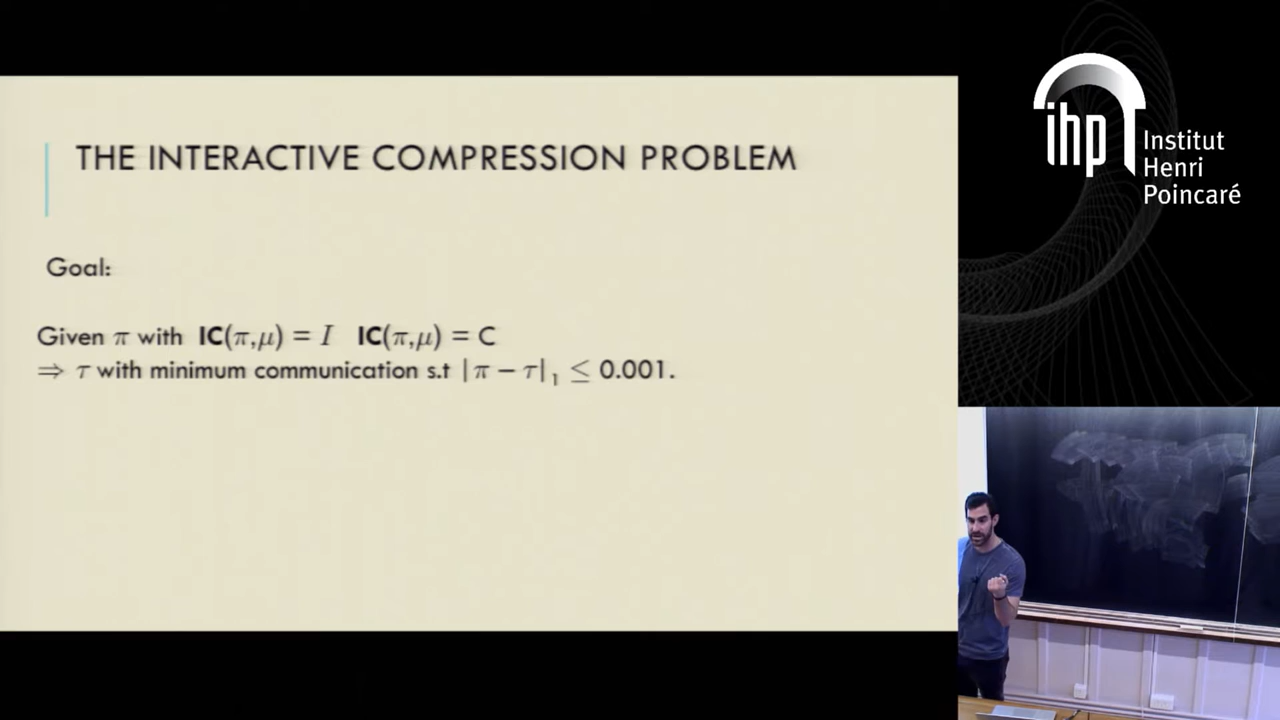 THE INTERACTIVE COMPRESSION PROBLEM
Goal:
Given π with IC(π,μ) = I IC(π,μ) = C
⇒ τ with minimum communication s.t |π − τ|₁ ≤ 0.001.
ihp
Institut
Henri
Poincaré